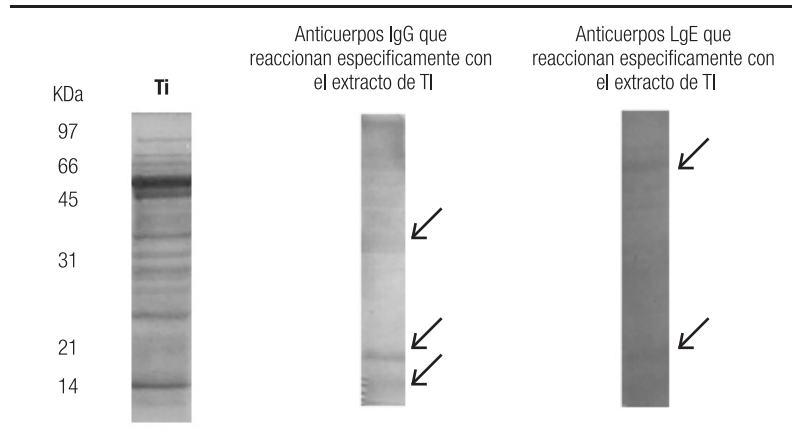 Anticuerpos IgG que
reaccionan especificamente con
el extracto de TI
Anticuerpos LgE que
reaccionan especificamente con
el extracto de TI
KDa
Ti
97
66
45
31
21
14